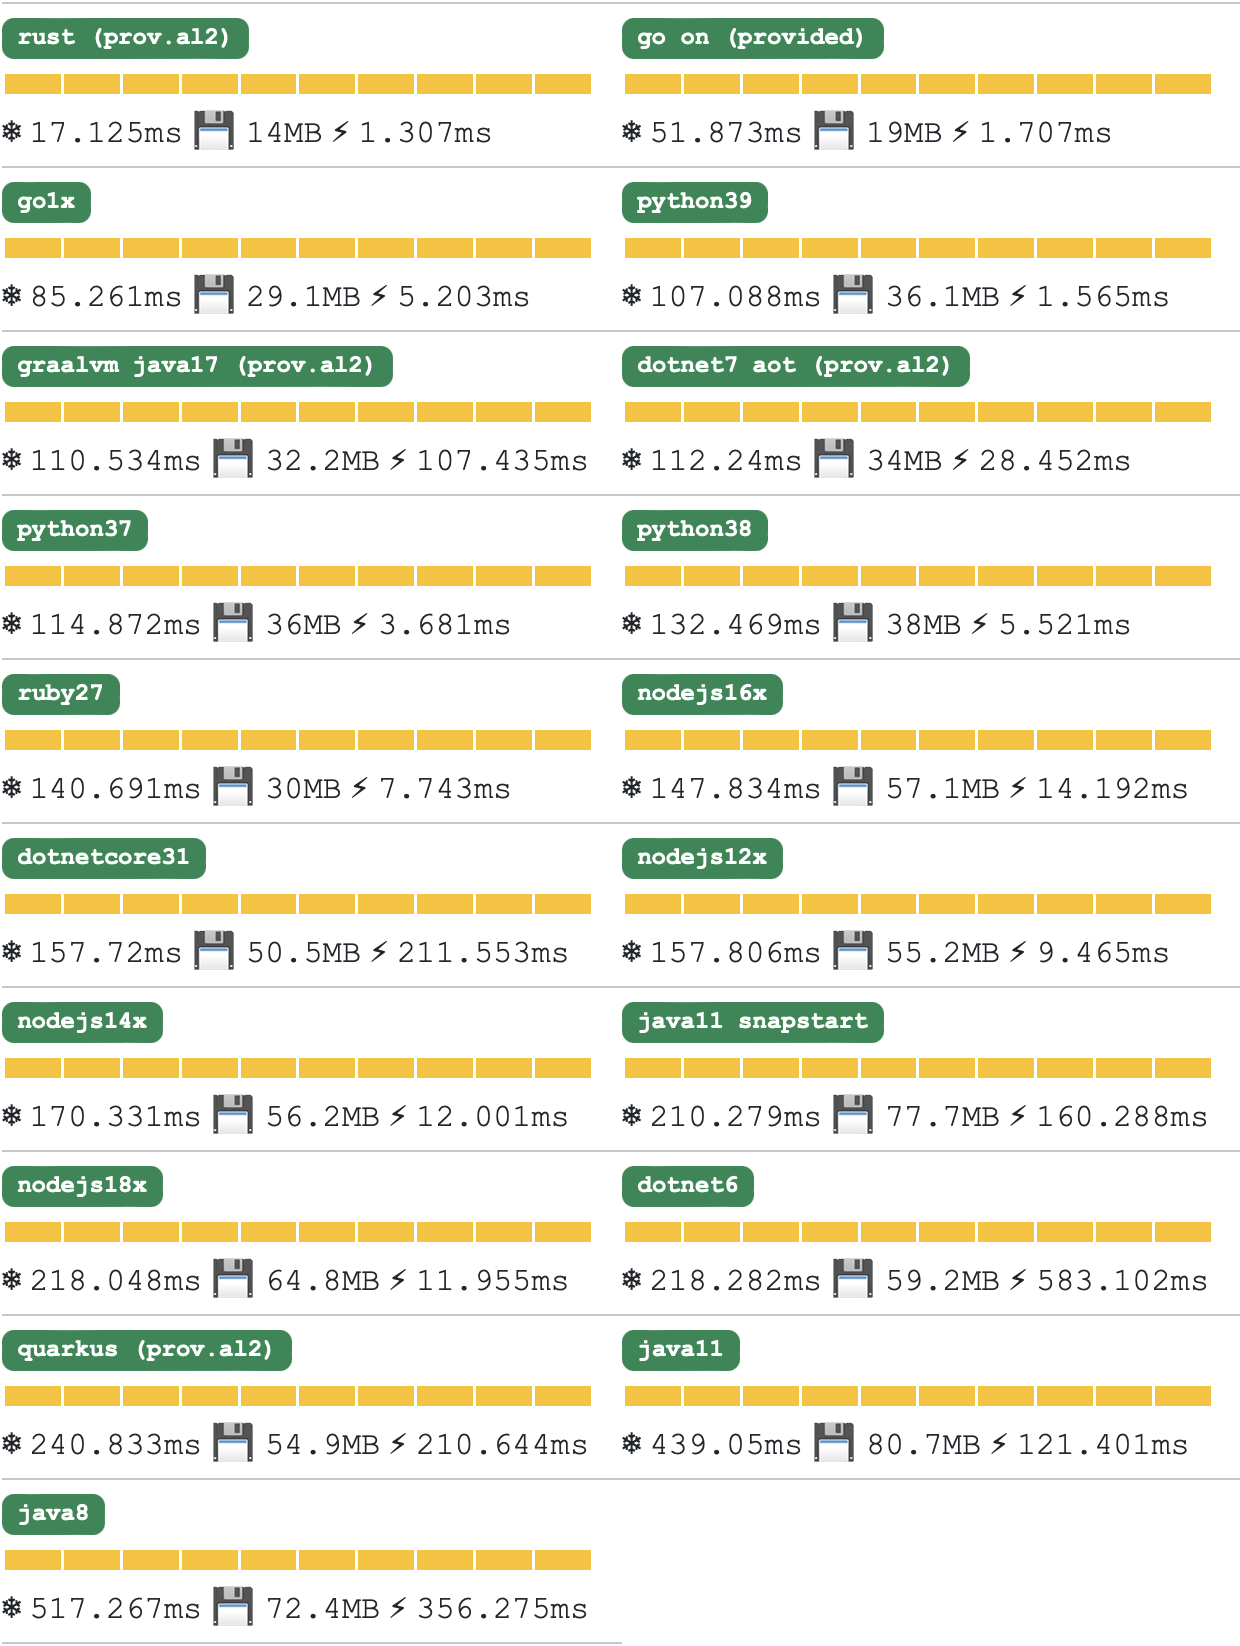 rust (prov.al2)
❄ 17.125ms 💾 14MB ⚡ 1.307ms
go on (provided)
❄ 51.873ms 💾 19MB ⚡ 1.707ms
go1x
❄ 85.261ms 💾 29.1MB ⚡ 5.203ms
python39
❄ 107.088ms 💾 36.1MB ⚡ 1.565ms
graalvm java17 (prov.al2)
❄ 110.534ms 💾 32.2MB ⚡ 107.435ms
dotnet7 aot (prov.al2)
❄ 112.24ms 💾 34MB ⚡ 28.452ms
python37
❄ 114.872ms 💾 36MB ⚡ 3.681ms
python38
❄ 132.469ms 💾 38MB ⚡ 5.521ms
ruby27
❄ 140.691ms 💾 30MB ⚡ 7.743ms
nodejs16x
❄ 147.834ms 💾 57.1MB ⚡ 14.192ms
dotnetcore31
❄ 157.72ms 💾 50.5MB ⚡ 211.553ms
nodejs12x
❄ 157.806ms 💾 55.2MB ⚡ 9.465ms
nodejs14x
❄ 170.331ms 💾 56.2MB ⚡ 12.001ms
java11 snapstart
❄ 210.279ms 💾 77.7MB ⚡ 160.288ms
nodejs18x
❄ 218.048ms 💾 64.8MB ⚡ 11.955ms
dotnet6
❄ 218.282ms 💾 59.2MB ⚡ 583.102ms
quarkus (prov.al2)
❄ 240.833ms 💾 54.9MB ⚡ 210.644ms
java11
❄ 439.05ms 💾 80.7MB ⚡ 121.401ms
java8
❄ 517.267ms 💾 72.4MB ⚡ 356.275ms